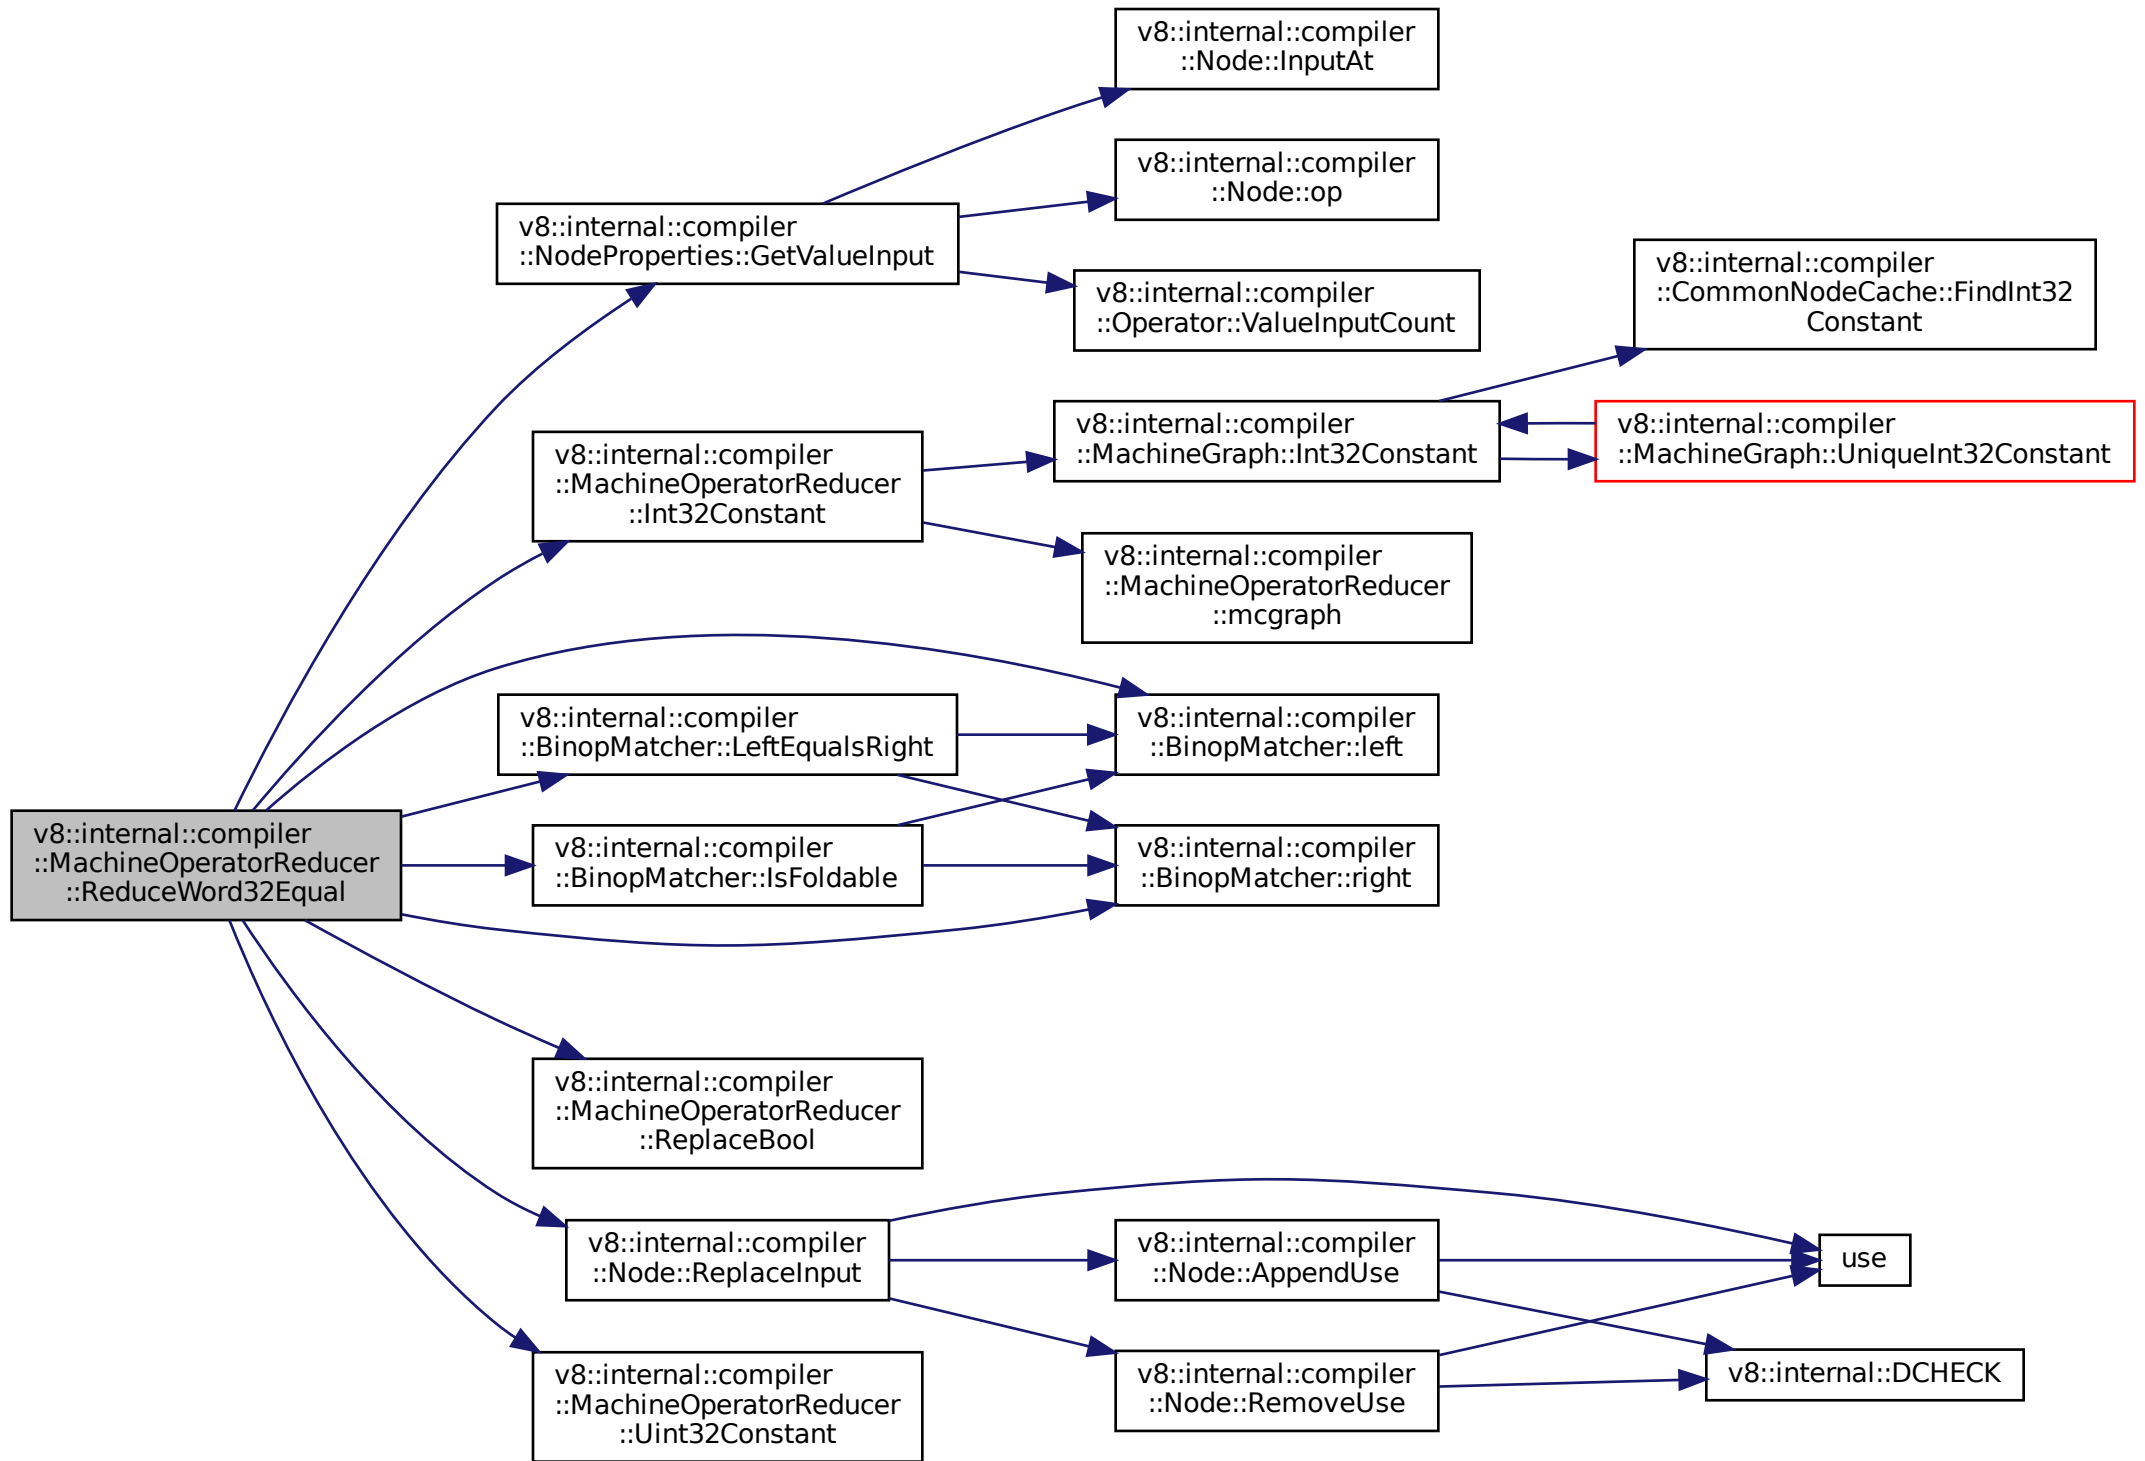 v8::internal::compiler
::Node::InputAt
v8::internal::compiler
::Node::op
v8::internal::compiler
::NodeProperties::GetValueInput
v8::internal::compiler
::Operator::ValueInputCount
v8::internal::compiler
::CommonNodeCache::FindInt32
Constant
v8::internal::compiler
::MachineOperatorReducer
::Int32Constant
v8::internal::compiler
::MachineGraph::Int32Constant
v8::internal::compiler
::MachineGraph::UniqueInt32Constant
v8::internal::compiler
::MachineOperatorReducer
::mcgraph
v8::internal::compiler
::BinopMatcher::LeftEqualsRight
v8::internal::compiler
::BinopMatcher::left
v8::internal::compiler
::MachineOperatorReducer
::ReduceWord32Equal
v8::internal::compiler
::BinopMatcher::IsFoldable
v8::internal::compiler
::BinopMatcher::right
v8::internal::compiler
::MachineOperatorReducer
::ReplaceBool
v8::internal::compiler
::Node::ReplaceInput
v8::internal::compiler
::Node::AppendUse
use
v8::internal::compiler
::Node::RemoveUse
v8::internal::DCHECK
v8::internal::compiler
::MachineOperatorReducer
::Uint32Constant